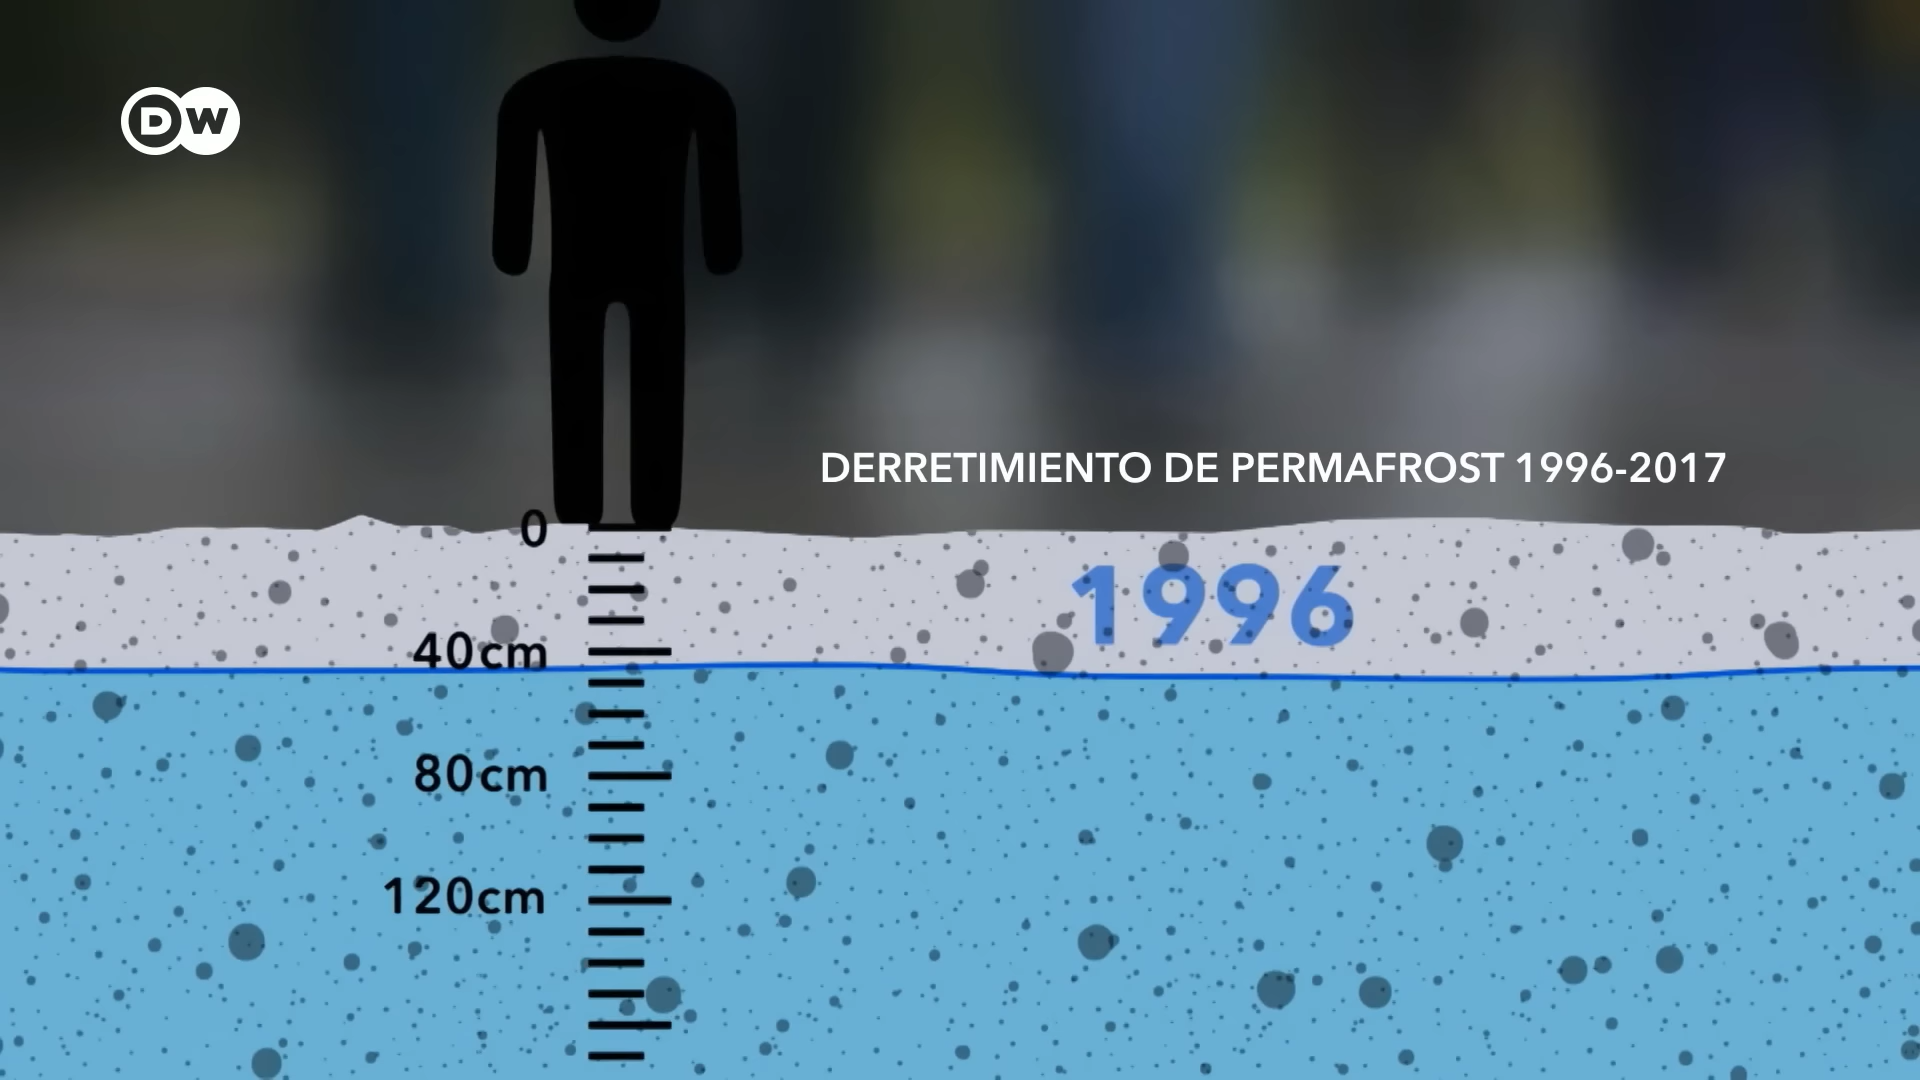 DW
DERRETIMIENTO DE PERMAFROST 1996-2017
0
1996
40cm
80cm
120cm